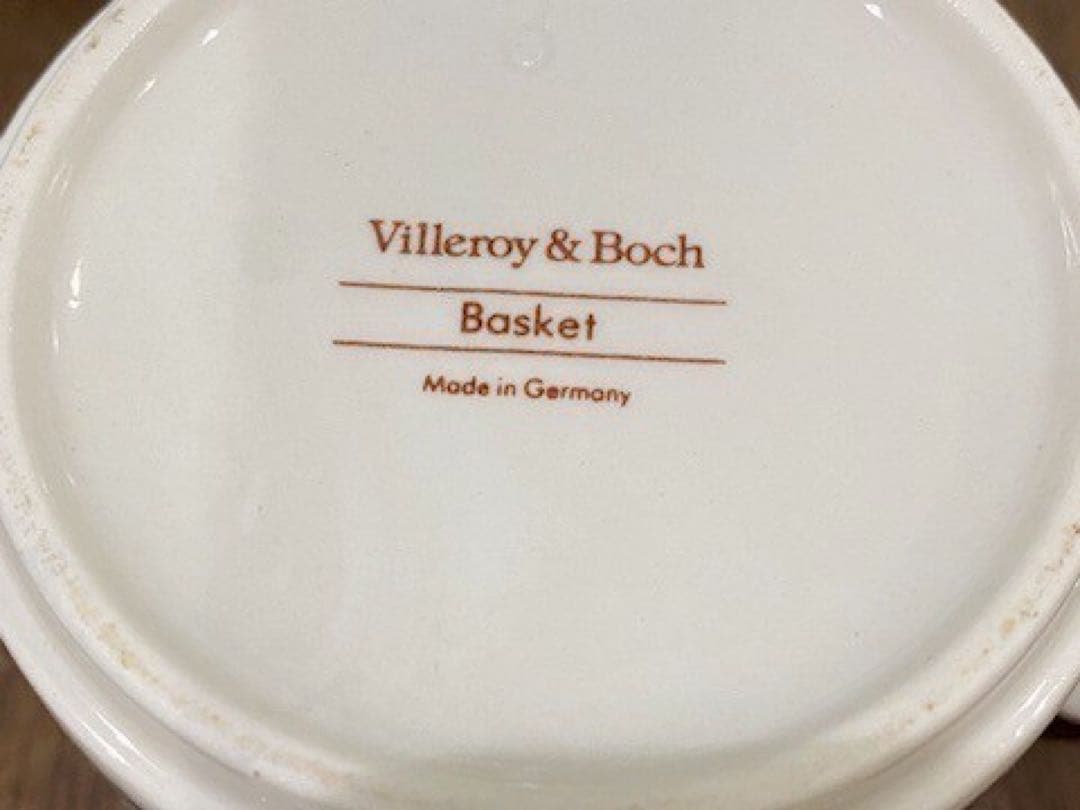 Villeroy & Boch
Basket
Made in Germany